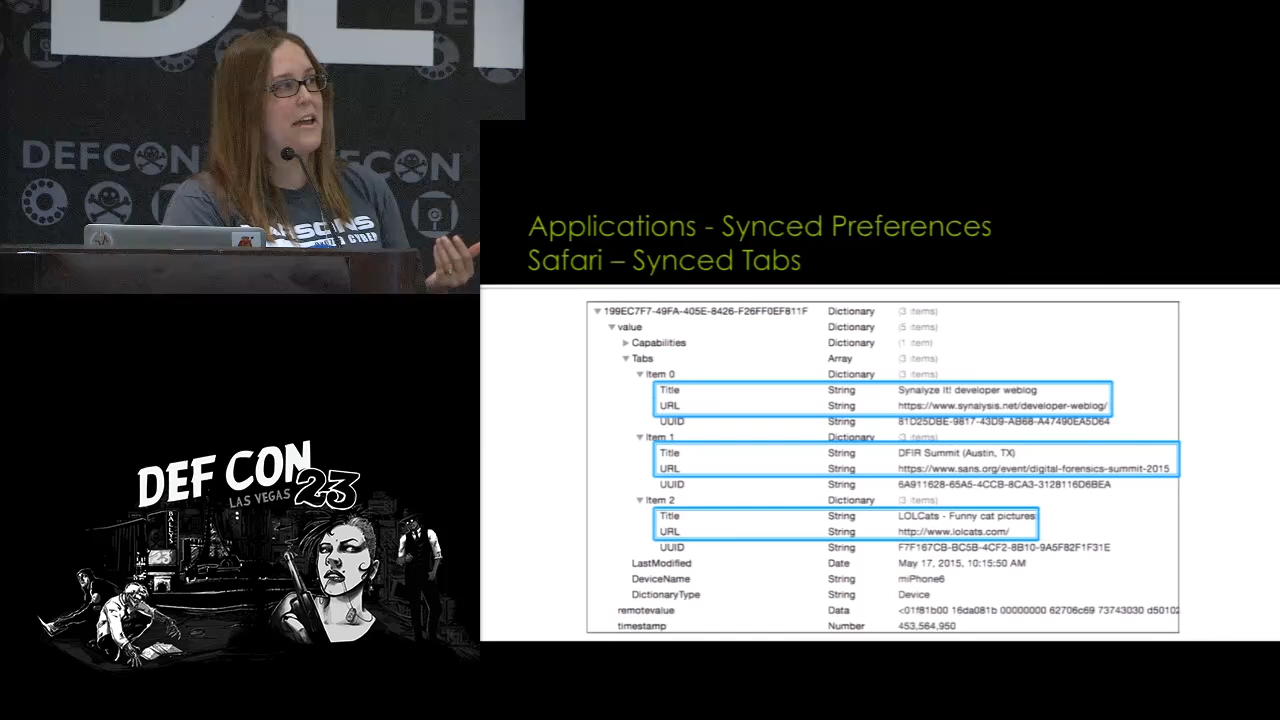 DE
DEFCON
DEFCON
PARSONS
CYBER
Applications - Synced Preferences
Safari – Synced Tabs
199EC7F7-49FA-405E-8426-F26FF0EF811F Dictionary (3 items)
value Dictionary (5 items)
Capabilities Dictionary (1 item)
Tabs Array (3 items)
Item 0 Dictionary (3 items)
Title String Synalyze It! developer weblog
URL String https://www.synalysis.net/developer-weblog/
UUID String 81D25DBE-9817-43D9-AB68-A47490EA5D64
Item 1 Dictionary (3 items)
Title String DFIR Summit (Austin, TX)
URL String https://www.sans.org/event/digital-forensics-summit-2015
UUID String 6A911628-65A5-4CCB-8CA3-3128116D6BEA
Item 2 Dictionary (3 items)
Title String LOLCats - Funny cat pictures
URL String http://www.lolcats.com/
UUID String F7F167CB-BC5B-4CF2-8B10-9A5F82F1F31E
LastModified Date May 17, 2015, 10:15:50 AM
DeviceName String miPhone6
DictionaryType String Device
remotevalue Data <01f81b00 16da081b 00000000 62706c69 73743030 d50102
timestamp Number 453,564,950
DEF CON 23
LAS VEGAS